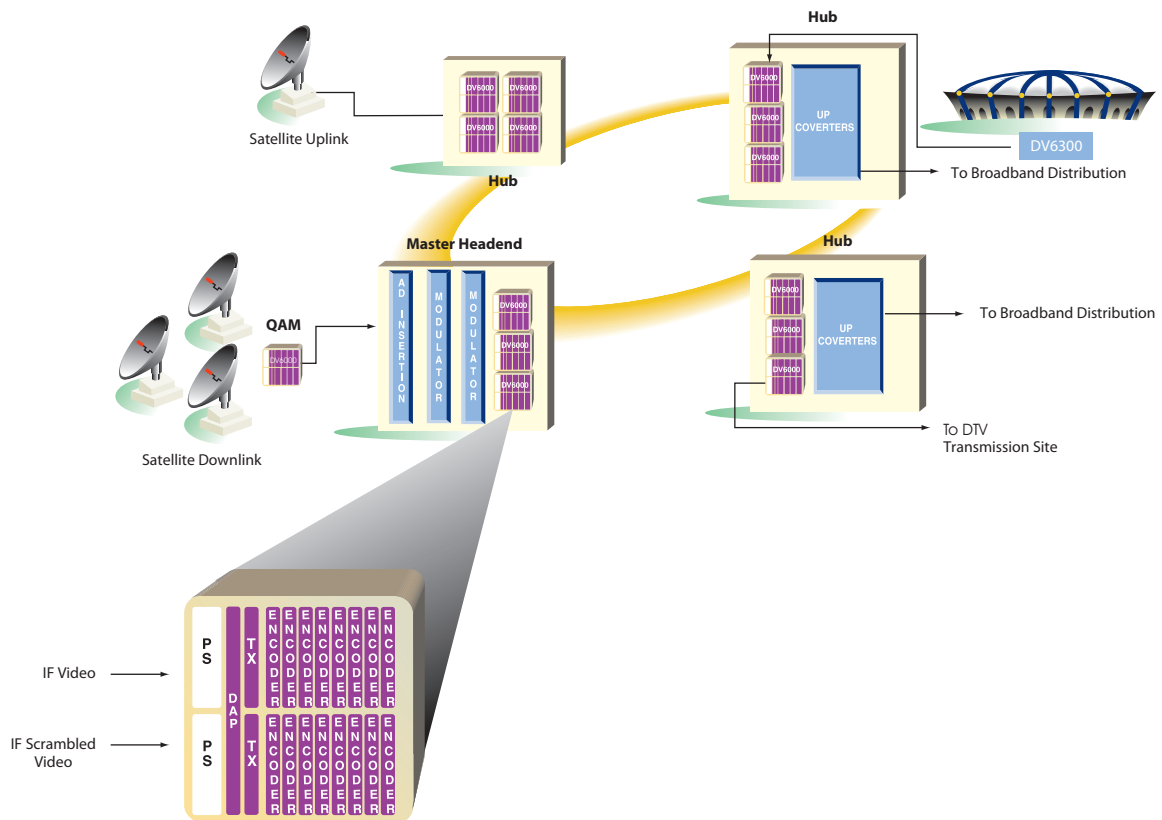 Hub
Satellite Uplink
DV6000
DV6000
DV6000
DV6000
Hub
DV6000
DV6000
DV6000
UP
COVERTERS
DV6300
To Broadband Distribution
Master Headend
AD INSERTION
MODULATOR
MODULATOR
DV6000
DV6000
DV6000
QAM
DV6000
Satellite Downlink
Hub
DV6000
DV6000
DV6000
UP
COVERTERS
To Broadband Distribution
To DTV
Transmission Site
IF Video
IF Scrambled
Video
PS
DAP
TX
ENCODER
ENCODER
ENCODER
ENCODER
ENCODER
ENCODER
ENCODER
ENCODER
PS
TX
ENCODER
ENCODER
ENCODER
ENCODER
ENCODER
ENCODER
ENCODER
ENCODER